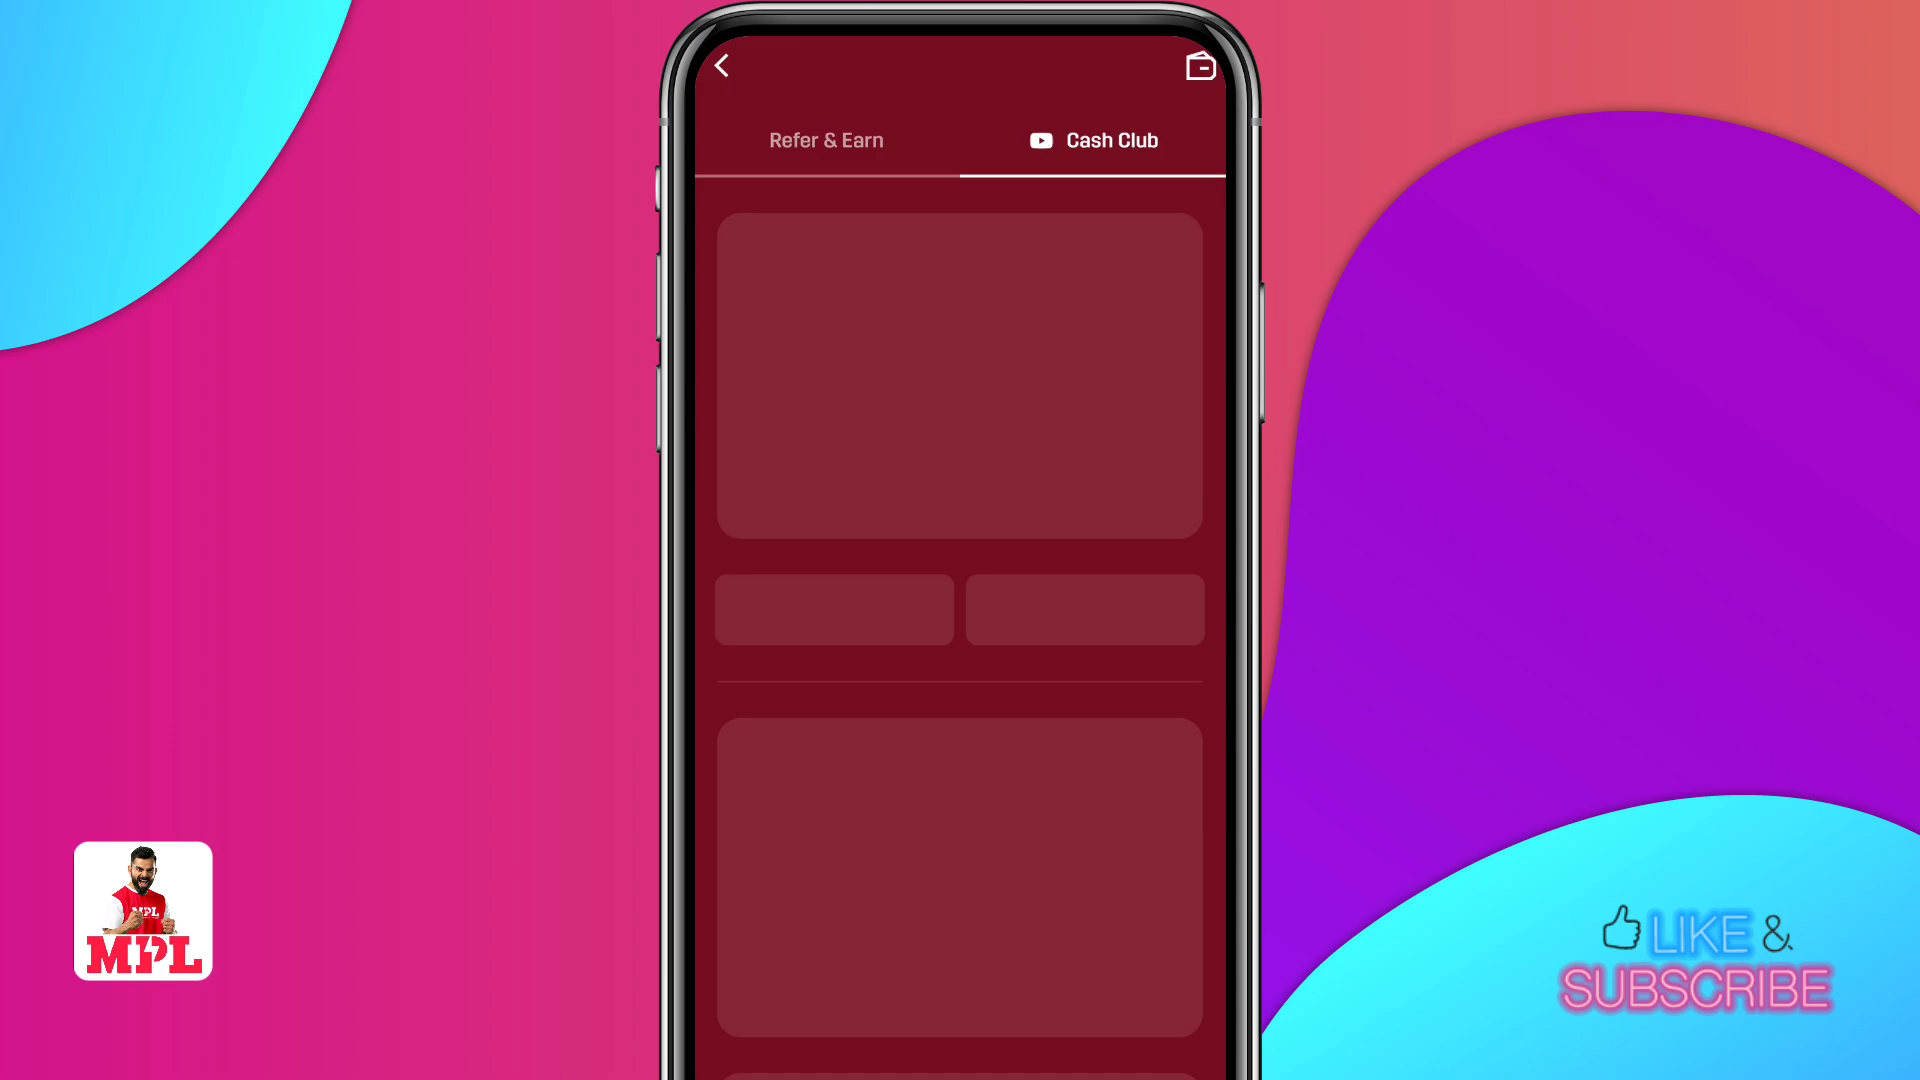 Refer & Earn
Cash Club
MPL
MPL
LIKE &
SUBSCRIBE